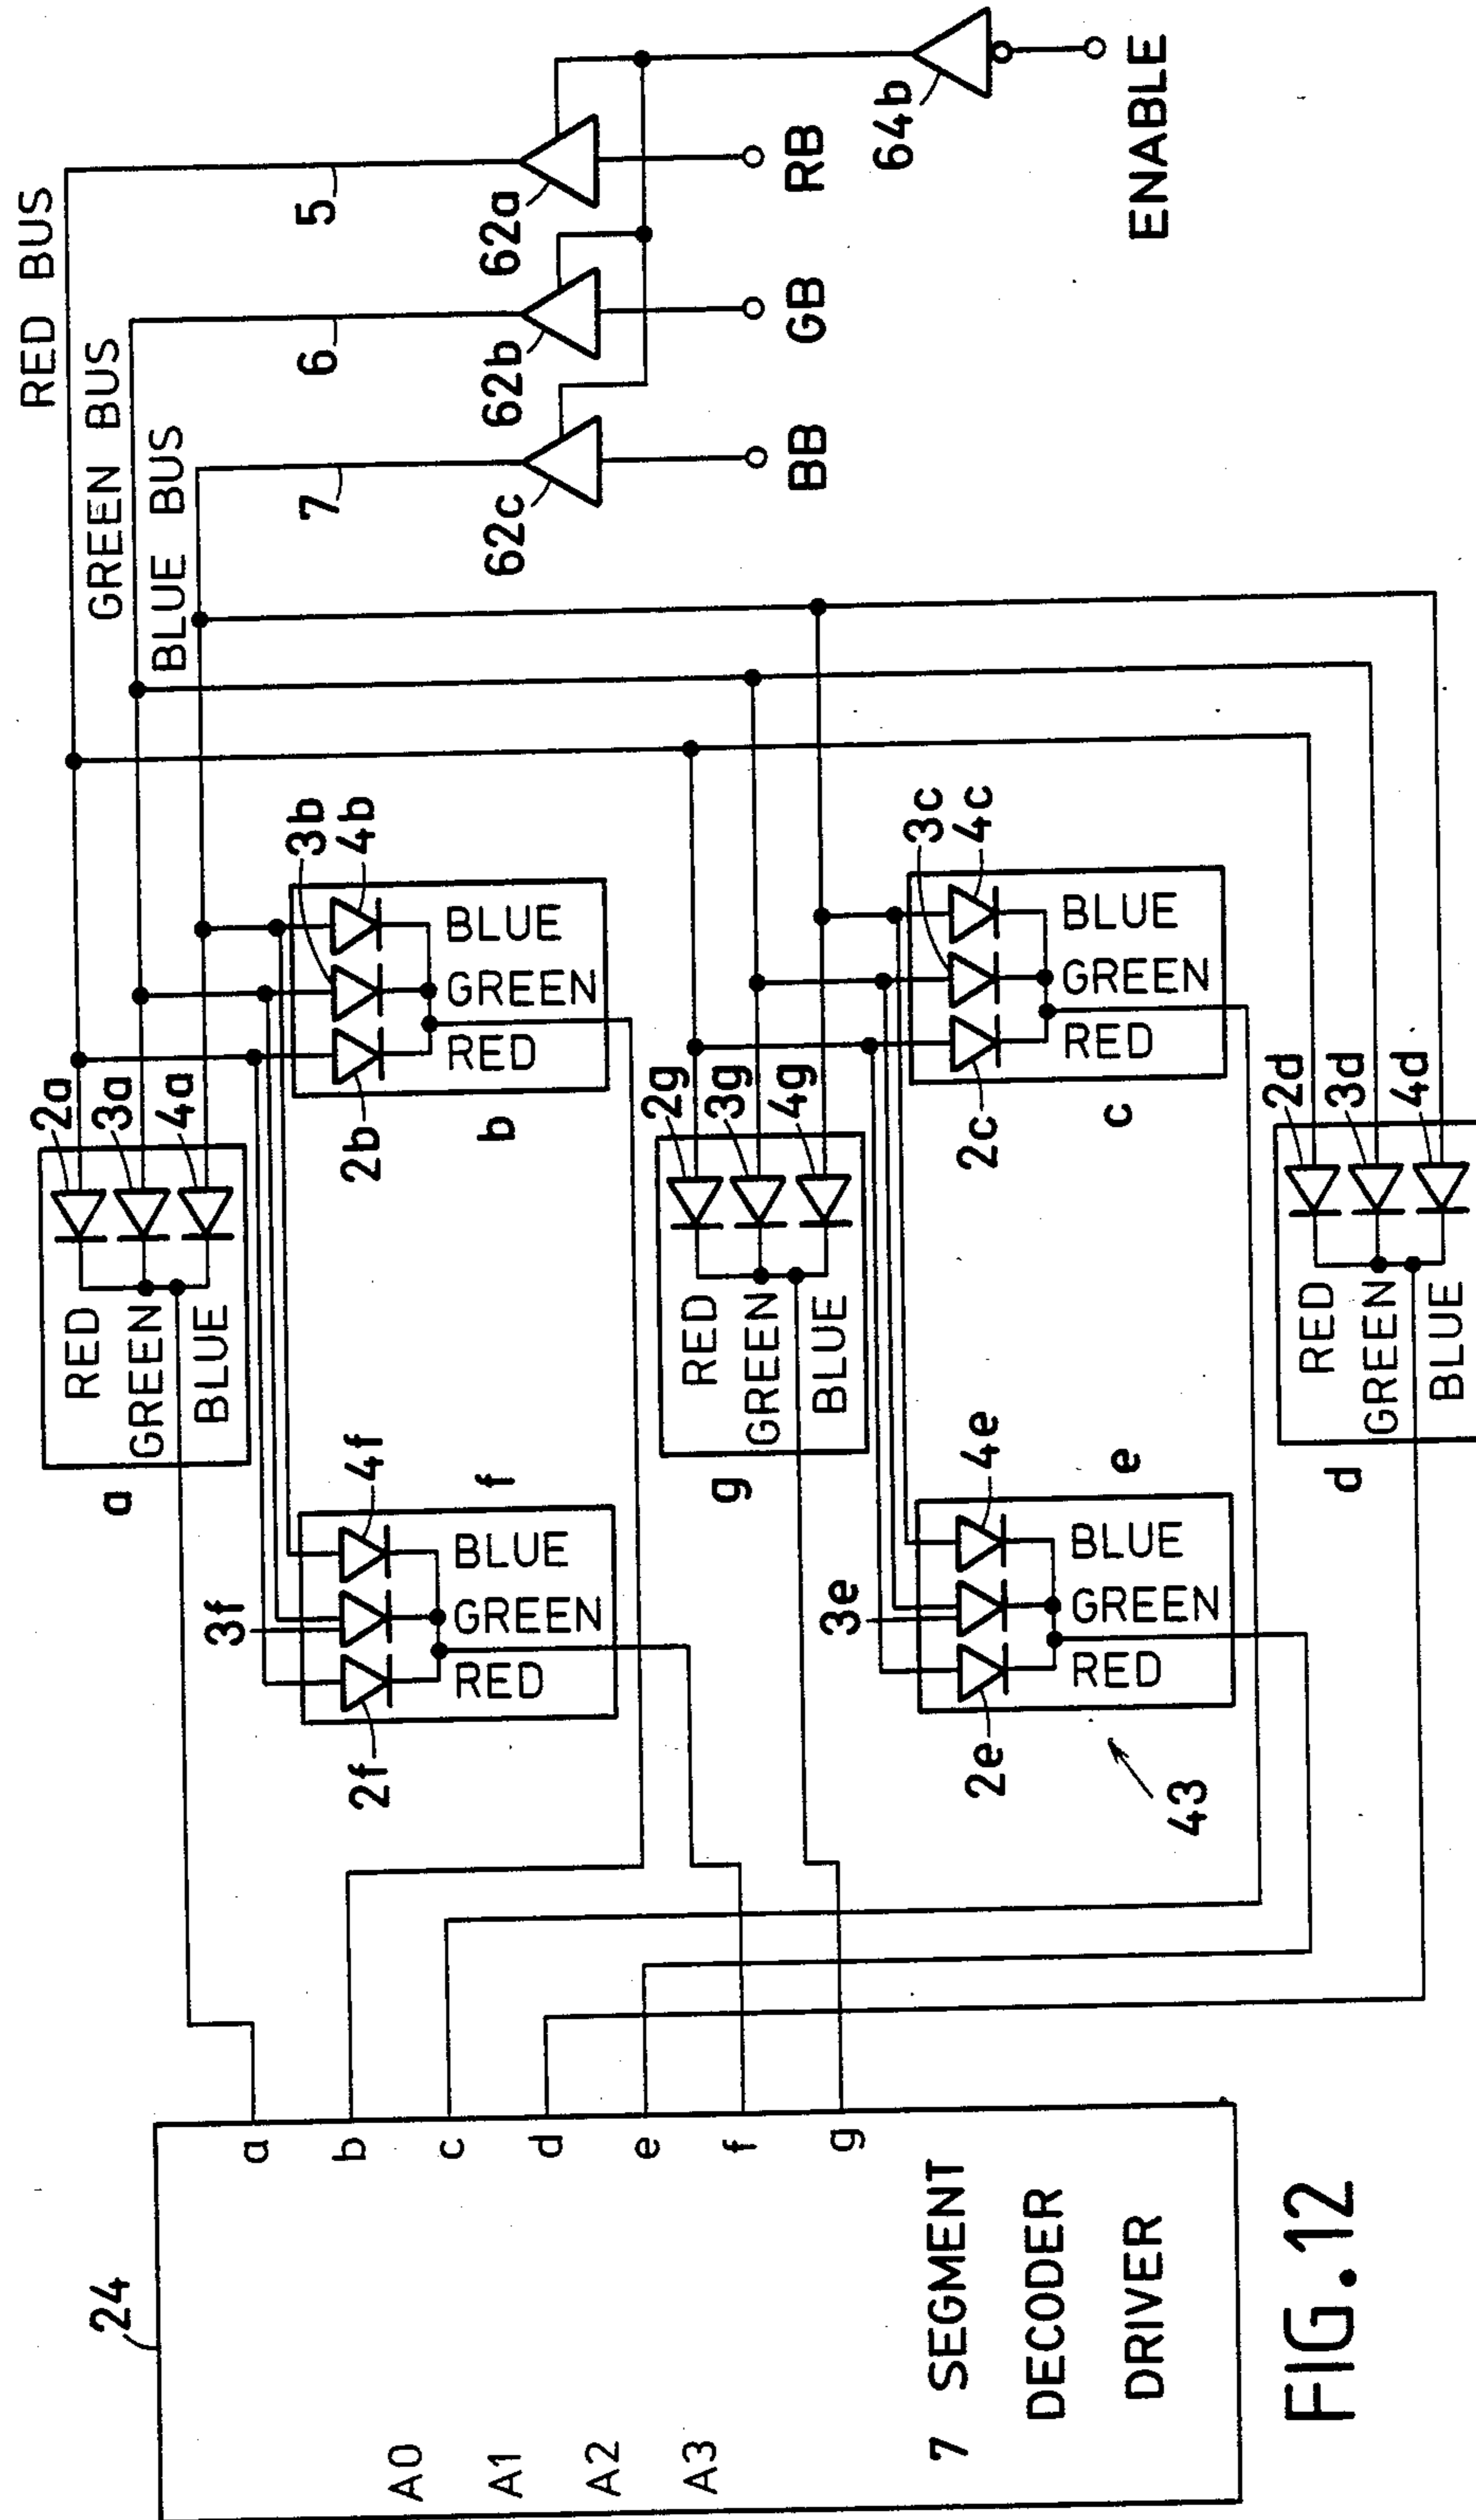 RED BUS
GREEN BUS
BLUE BUS
5
6
7
62a
62b
62c
RB
GB
BB
64b
ENABLE
2a
3a
4a
RED
GREEN
BLUE
a
3b
4b
BLUE
GREEN
RED
2b
b
3f
4f
BLUE
GREEN
RED
2f
f
2g
3g
4g
RED
GREEN
BLUE
g
3c
4c
BLUE
GREEN
RED
2c
c
3e
4e
BLUE
GREEN
RED
2e
e
2d
3d
4d
RED
GREEN
BLUE
d
43
24
a
b
c
d
e
f
g
A0
A1
A2
A3
7 SEGMENT
DECODER
DRIVER
FIG.12